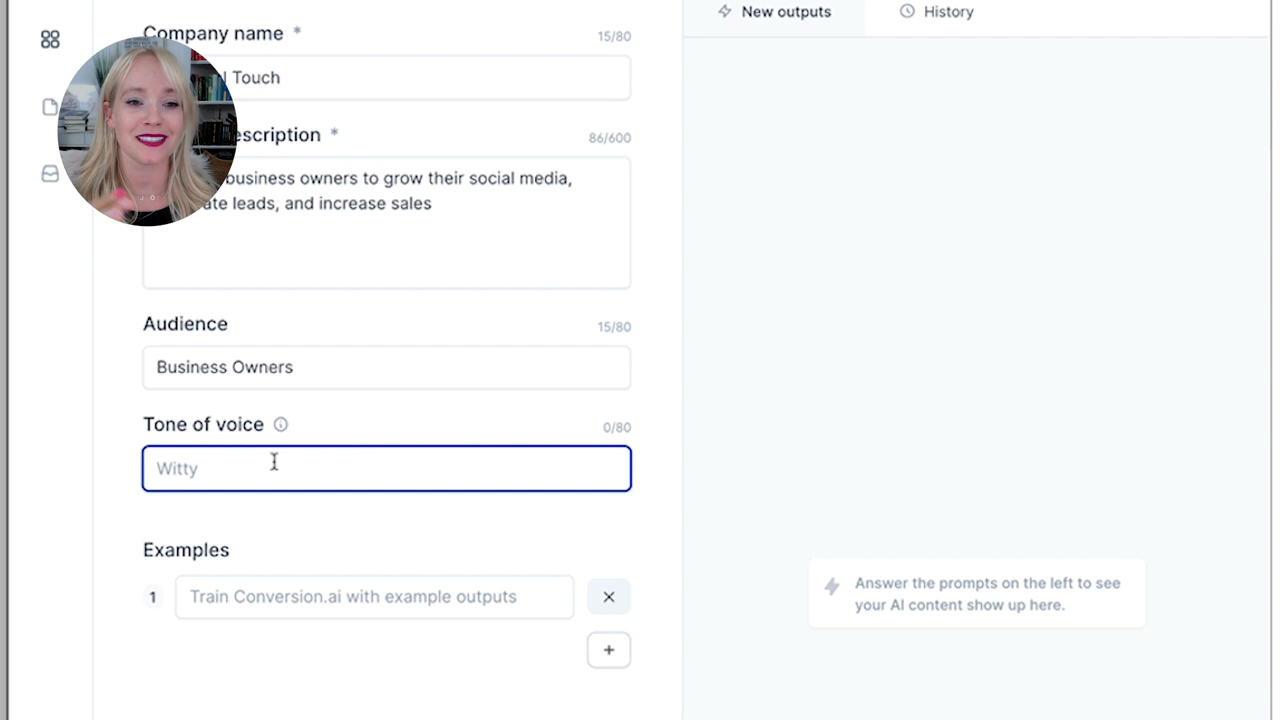 New outputs
History
Company name *
15/80
Touch
escription *
86/600
business owners to grow their social media,
ate leads, and increase sales
Audience
15/80
Business Owners
Tone of voice
0/80
Witty
Examples
1
Train Conversion.ai with example outputs
Answer the prompts on the left to see
your AI content show up here.